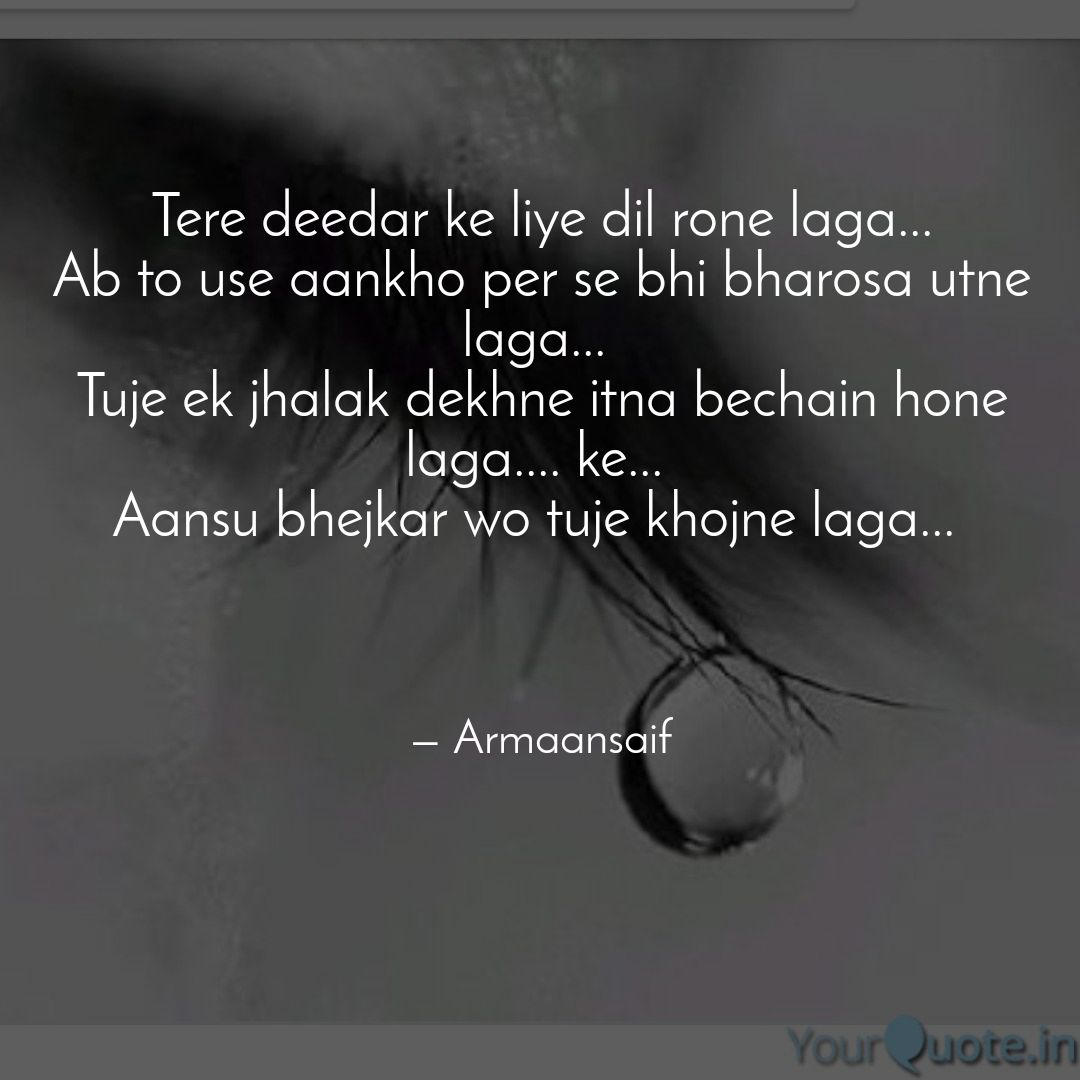 Tere deedar ke liye dil rone laga...
Ab to use aankho per se bhi bharosa utne
laga...
Tuje ek jhalak dekhne itna bechain hone
laga.... ke...
Aansu bhejkar wo tuje khojne laga...
– Armaansaif
YourQuote.in